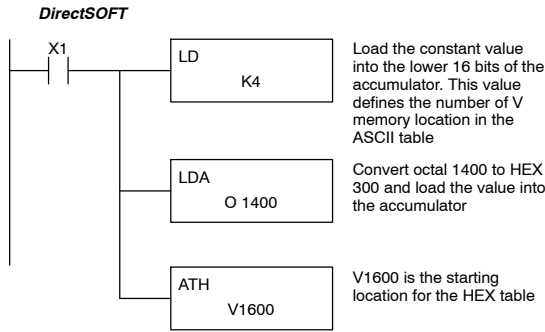 DirectSOFT
X1
LD
K4
Load the constant value
into the lower 16 bits of the
accumulator. This value
defines the number of V
memory location in the
ASCII table
LDA
O 1400
Convert octal 1400 to HEX
300 and load the value into
the accumulator
ATH
V1600
V1600 is the starting
location for the HEX table